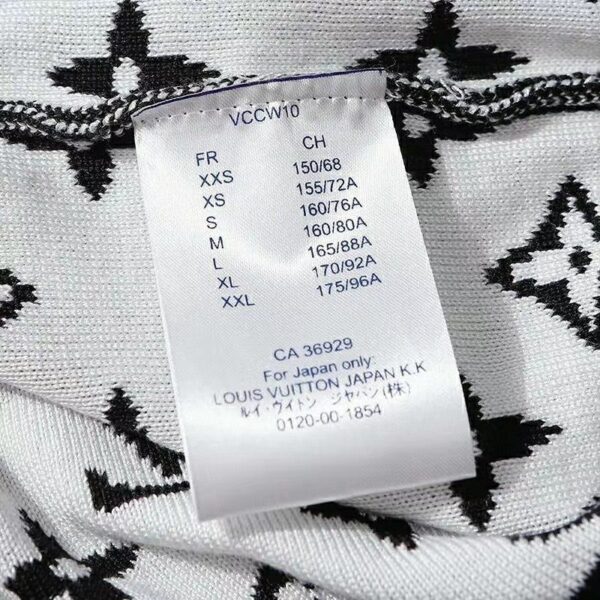 VCCW10
FR CH
XXS 150/68
XS 155/72A
S 160/76A
M 160/80A
L 165/88A
XL 170/92A
XXL 175/96A
CA 36929
For Japan only:
LOUIS VUITTON JAPAN K.K
ルイ・ウイトン ジャパン(株)
0120-00-1854